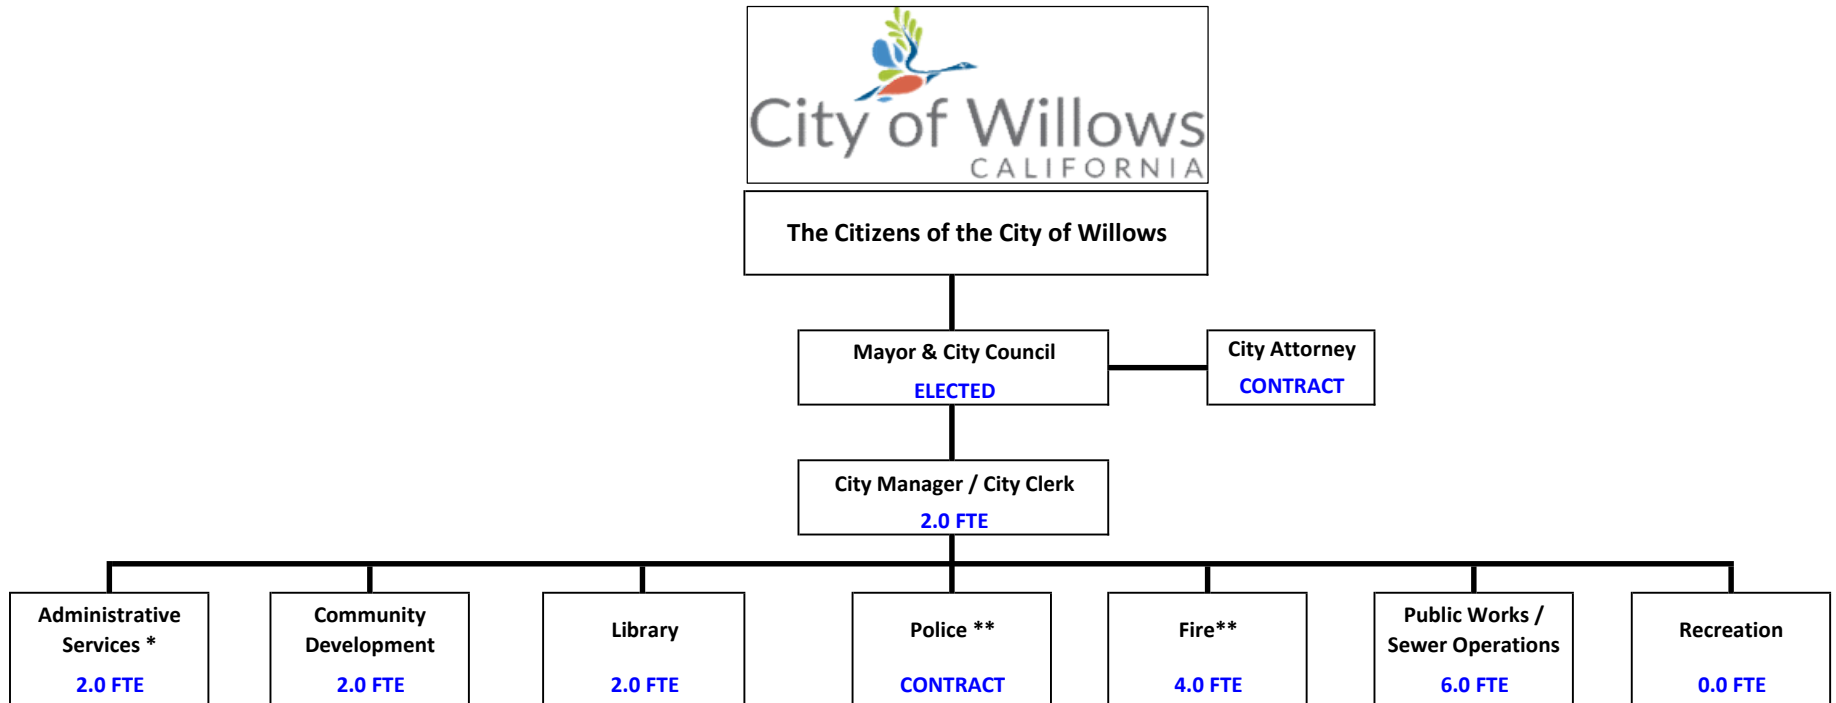 City of Willows
CALIFORNIA
The Citizens of the City of Willows
Mayor & City Council
ELECTED
City Attorney
CONTRACT
City Manager / City Clerk
2.0 FTE
Administrative
Services *
2.0 FTE
Community
Development
2.0 FTE
Library
2.0 FTE
Police **
CONTRACT
Fire**
4.0 FTE
Public Works /
Sewer Operations
6.0 FTE
Recreation
0.0 FTE